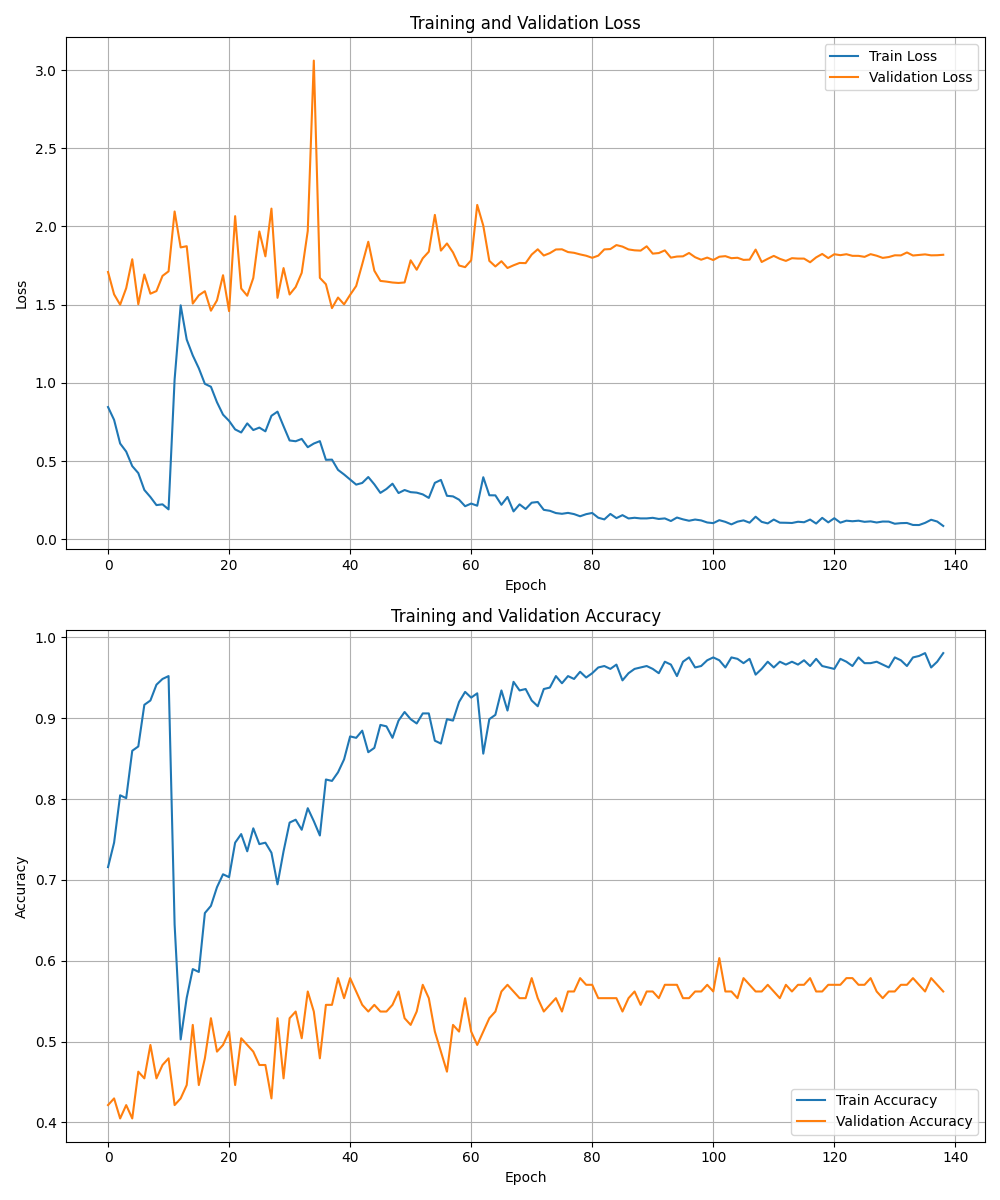 Training and Validation Loss
Train Loss
Validation Loss
3.0
2.5
2.0
1.5
1.0
0.5
0.0
Loss
0 20 40 60 80 100 120 140
Epoch
Training and Validation Accuracy
1.0
0.9
0.8
0.7
0.6
0.5
0.4
Accuracy
Train Accuracy
Validation Accuracy
0 20 40 60 80 100 120 140
Epoch